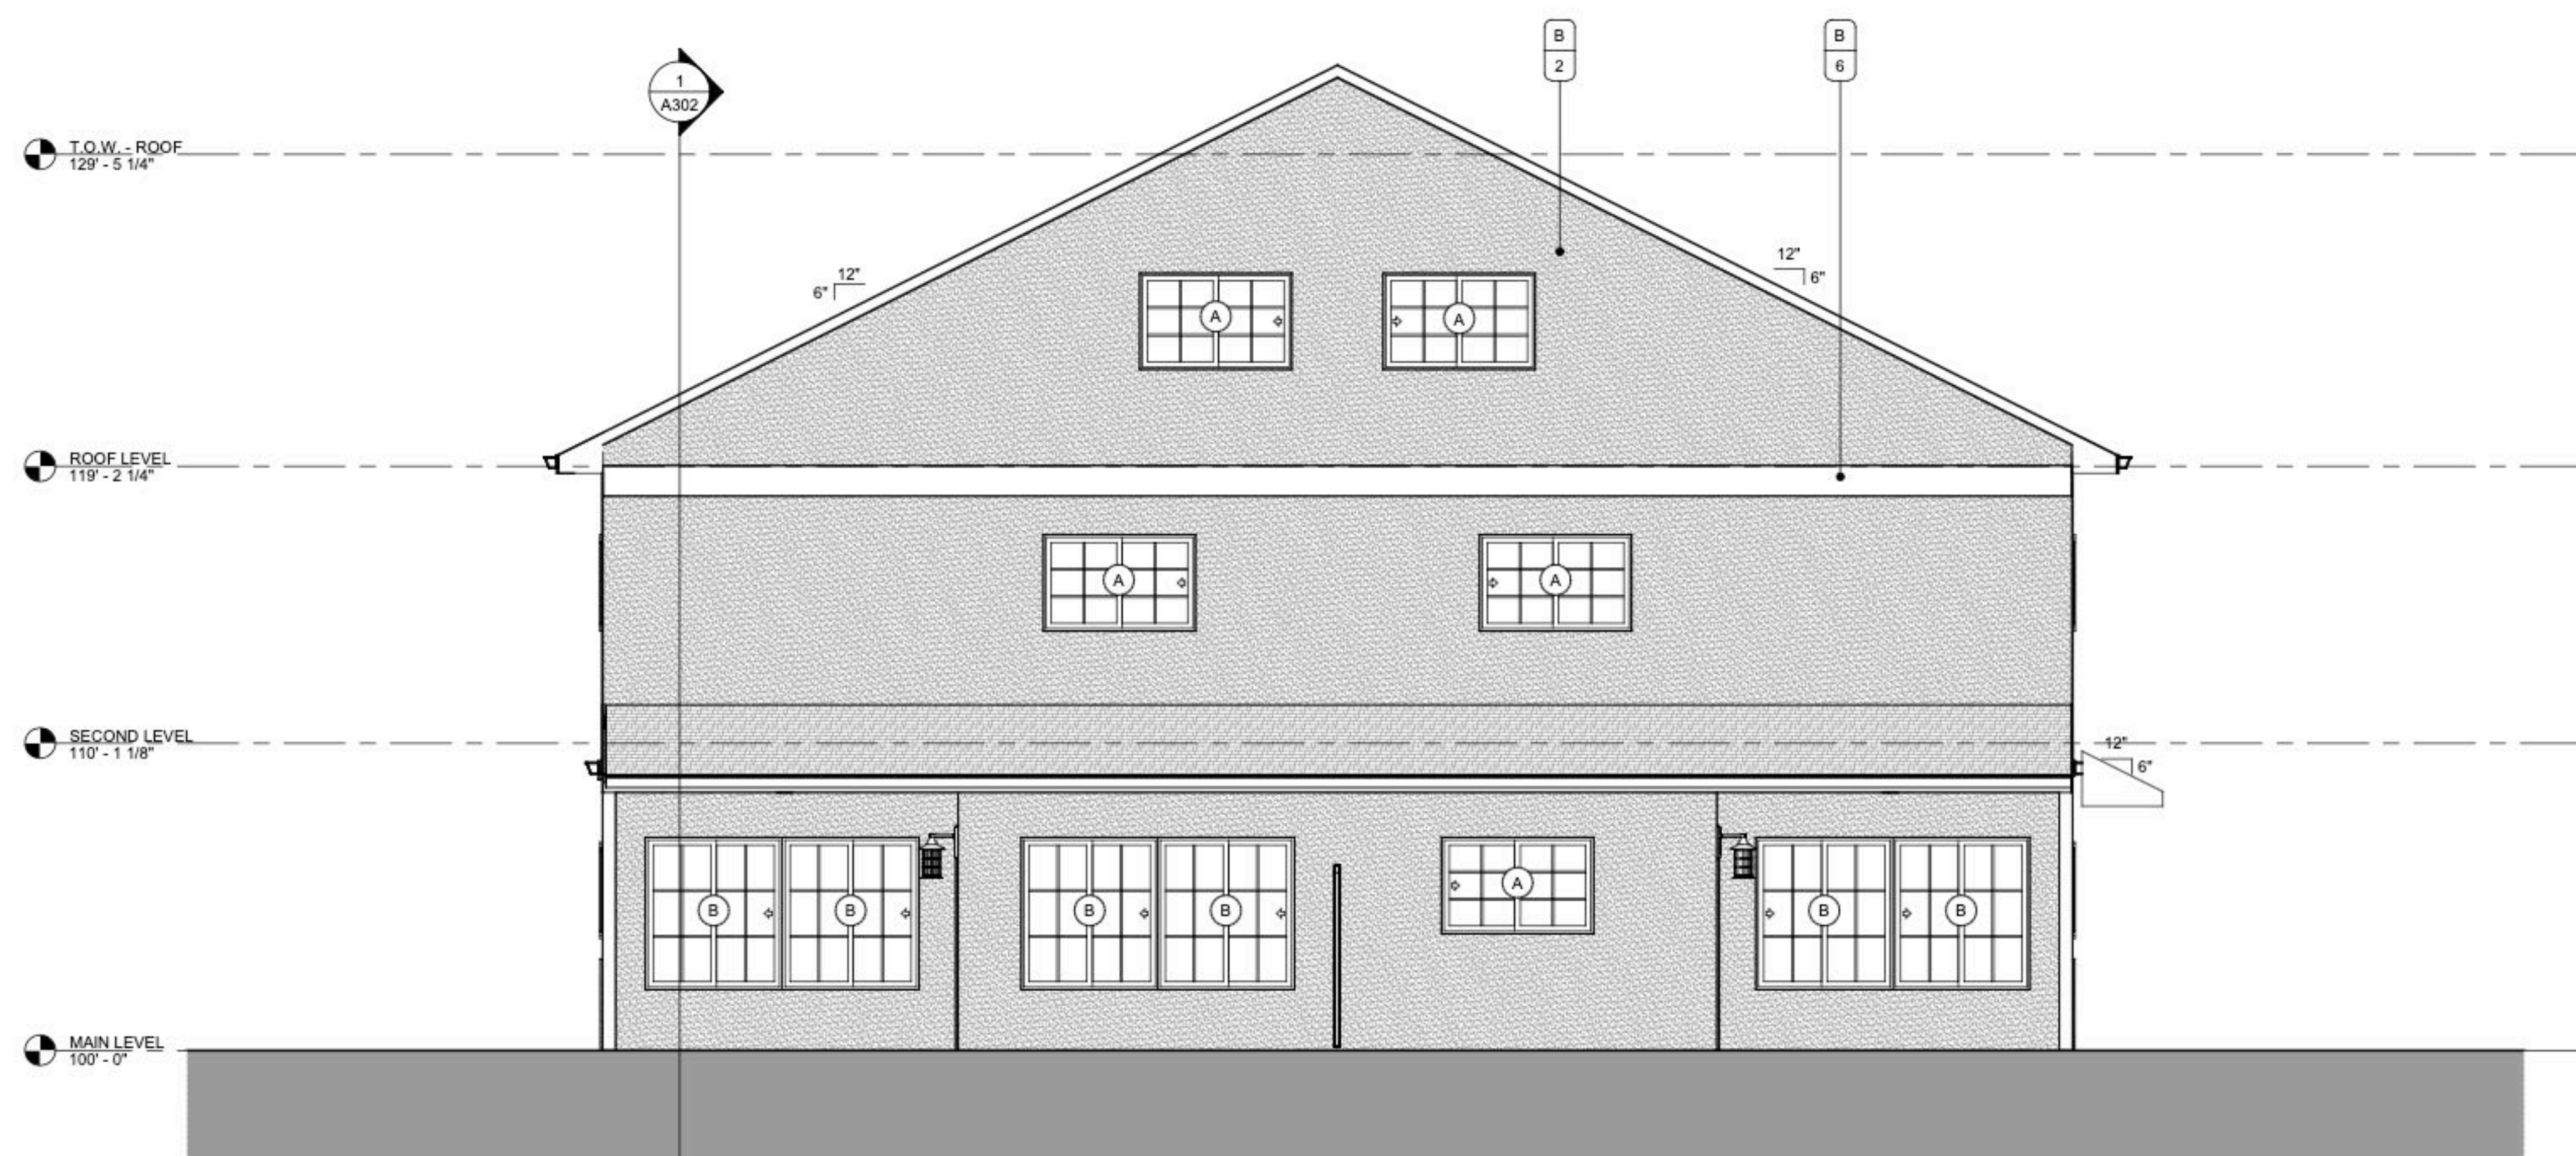 B
2
B
6
1
A302
T.O.W. - ROOF
129' - 5 1/4"
12"
6"
12"
6"
A
A
ROOF LEVEL
119' - 2 1/4"
A
A
SECOND LEVEL
110' - 1 1/8"
12"
6"
B
B
B
B
A
B
B
MAIN LEVEL
100' - 0"